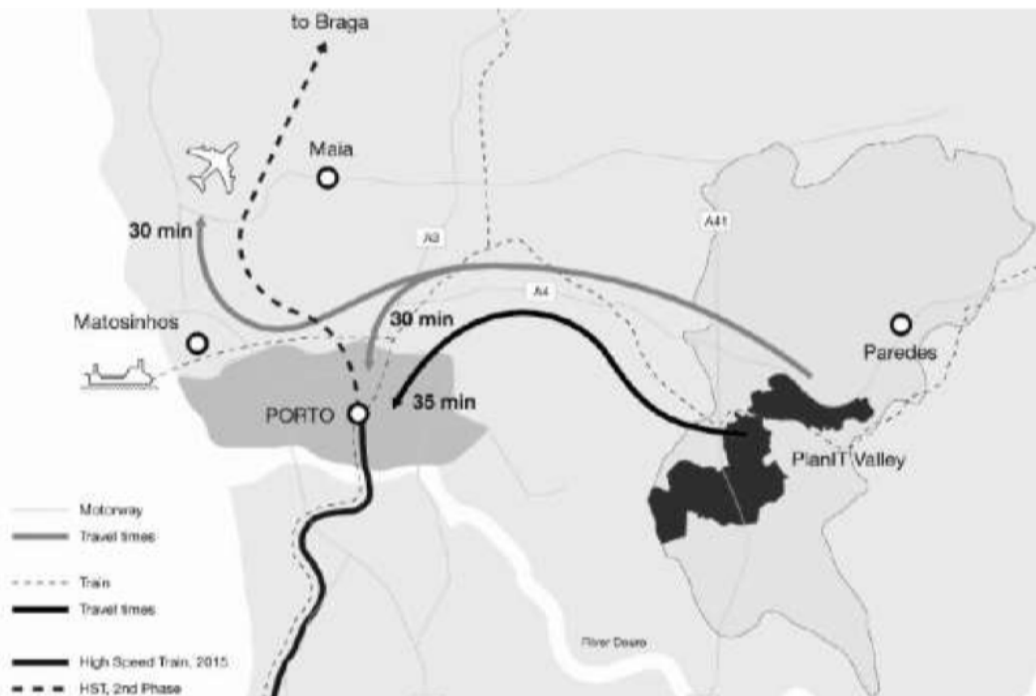 to Braga
Maia
30 min
A3
A41
A4
Matosinhos
30 min
Paredes
PORTO
35 min
PlanIT Valley
Motorway
Travel times
Train
Travel times
River Douro
High Speed Train, 2015
HST, 2nd Phase